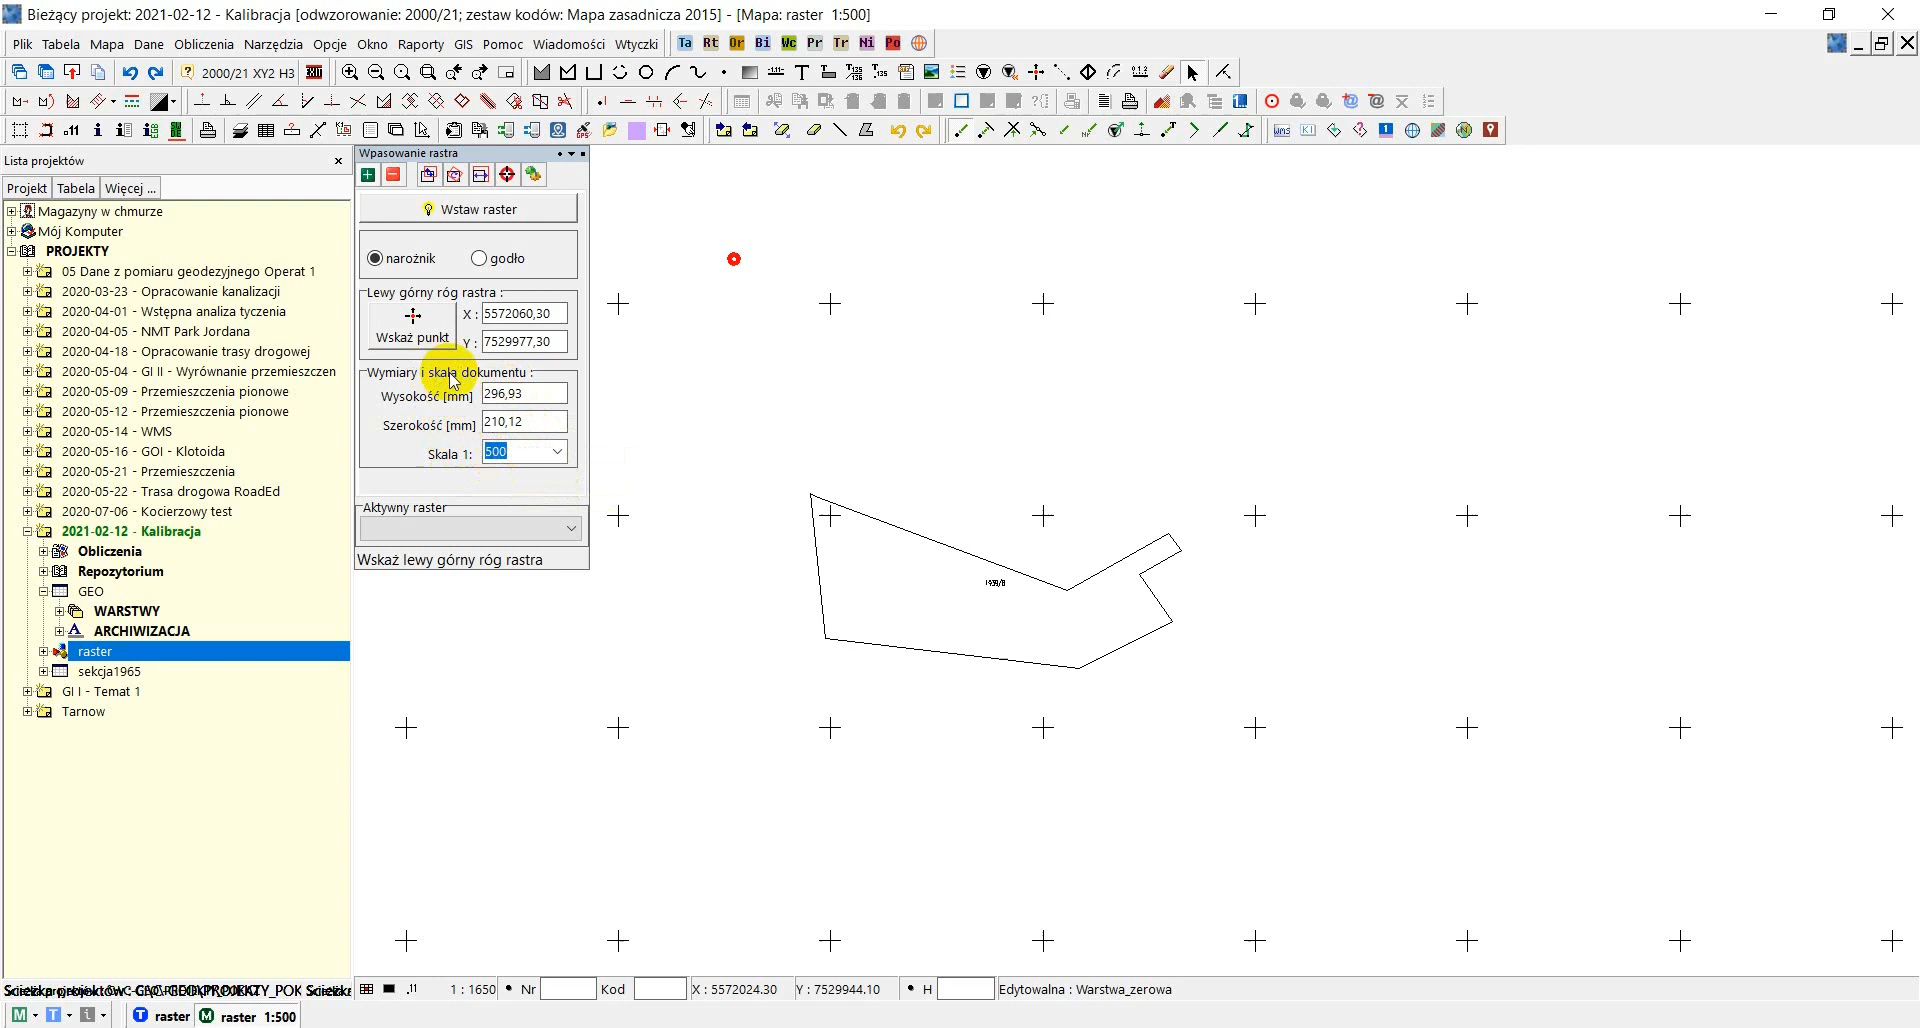 Bieżący projekt: 2021-02-12 - Kalibracja [odwzorowanie: 2000/21; zestaw kodów: Mapa zasadnicza 2015] - [Mapa: raster 1:500]
Plik Tabela Mapa Dane Obliczenia Narzędzia Opcje Okno Raporty GIS Pomoc Wiadomości Wtyczki Ta Rt Or Bi Wc Pr Tr Ni Po
2000/21 XY2 H3
Lista projektów
Wpasowanie rastra
Projekt Tabela Więcej ...
Wstaw raster
narożnik godło
Lewy górny róg rastra :
Wskaż punkt
X : 5572060,30
Y : 7529977,30
Wymiary i skala dokumentu :
Wysokość [mm] 296,93
Szerokość [mm] 210,12
Skala 1: 500
Aktywny raster
Wskaż lewy górny róg rastra
Magazyny w chmurze
Mój Komputer
PROJEKTY
05 Dane z pomiaru geodezyjnego Operat 1
2020-03-23 - Opracowanie kanalizacji
2020-04-01 - Wstępna analiza tyczenia
2020-04-05 - NMT Park Jordana
2020-04-18 - Opracowanie trasy drogowej
2020-05-04 - GI II - Wyrównanie przemieszczen
2020-05-09 - Przemieszczenia pionowe
2020-05-12 - Przemieszczenia pionowe
2020-05-14 - WMS
2020-05-16 - GOI - Klotoida
2020-05-21 - Przemieszczenia
2020-05-22 - Trasa drogowa RoadEd
2020-07-06 - Kocierzowy test
2021-02-12 - Kalibracja
Obliczenia
Repozytorium
GEO
WARSTWY
ARCHIWIZACJA
raster
sekcja1965
GI I - Temat 1
Tarnow
1 : 1650 Nr Kod X : 5572024.30 Y : 7529944.10 H Edytowalna : Warstwa_zerowa
M T i T raster M raster 1:500